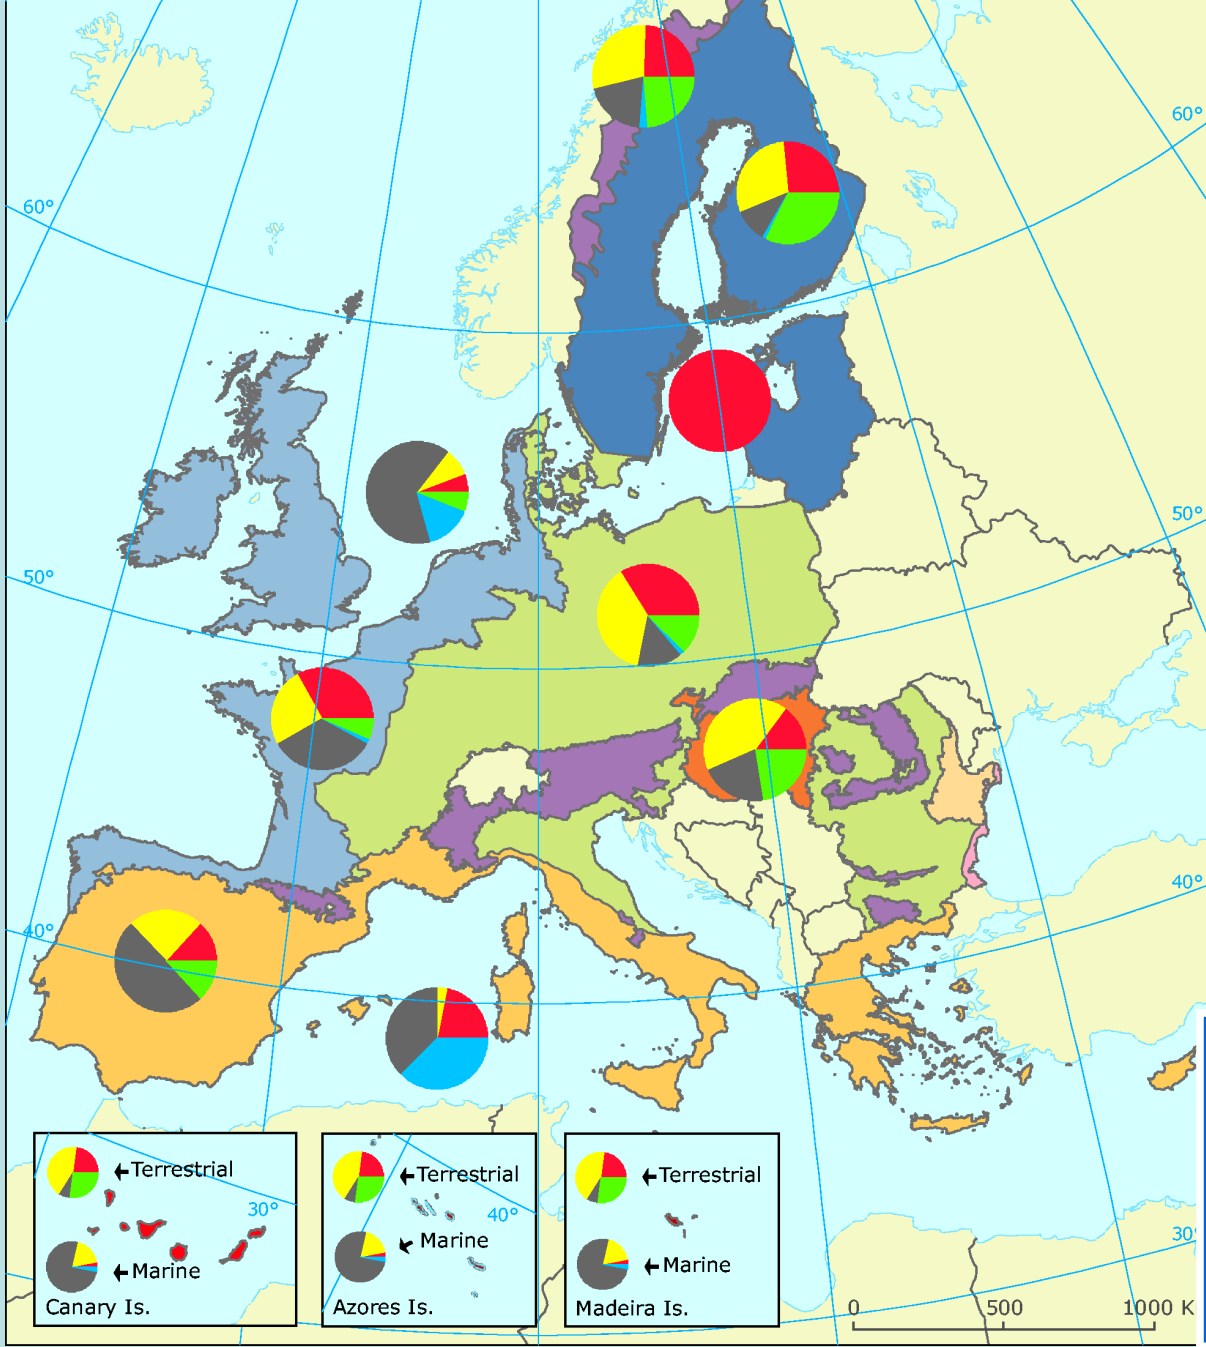 60°
60°
50°
50°
40°
40°
30°
Terrestrial
30°
Marine
Canary Is.
Terrestrial
40°
Marine
Azores Is.
Terrestrial
Marine
Madeira Is.
0 500 1000 K